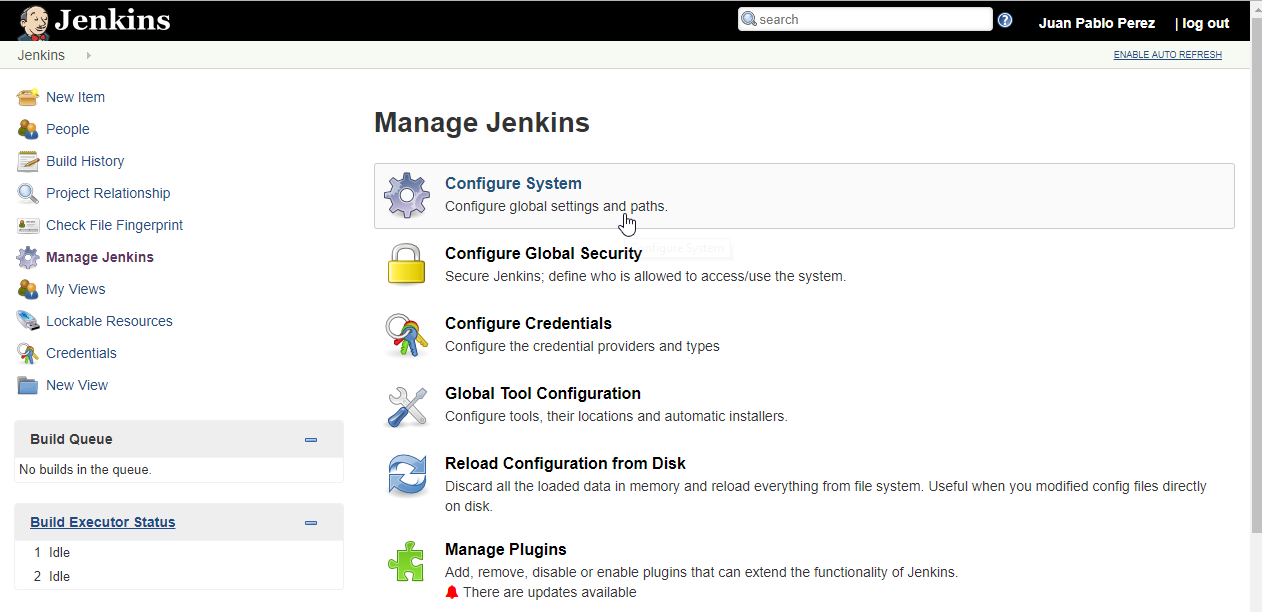 Jenkins
search
Juan Pablo Perez
| log out
Jenkins
ENABLE AUTO REFRESH
New Item
People
Build History
Project Relationship
Check File Fingerprint
Manage Jenkins
My Views
Lockable Resources
Credentials
New View
Build Queue
No builds in the queue.
Build Executor Status
1 Idle
2 Idle
Manage Jenkins
Configure System
Configure global settings and paths.
Configure System
Configure Global Security
Secure Jenkins; define who is allowed to access/use the system.
Configure Credentials
Configure the credential providers and types
Global Tool Configuration
Configure tools, their locations and automatic installers.
Reload Configuration from Disk
Discard all the loaded data in memory and reload everything from file system. Useful when you modified config files directly
on disk.
Manage Plugins
Add, remove, disable or enable plugins that can extend the functionality of Jenkins.
There are updates available